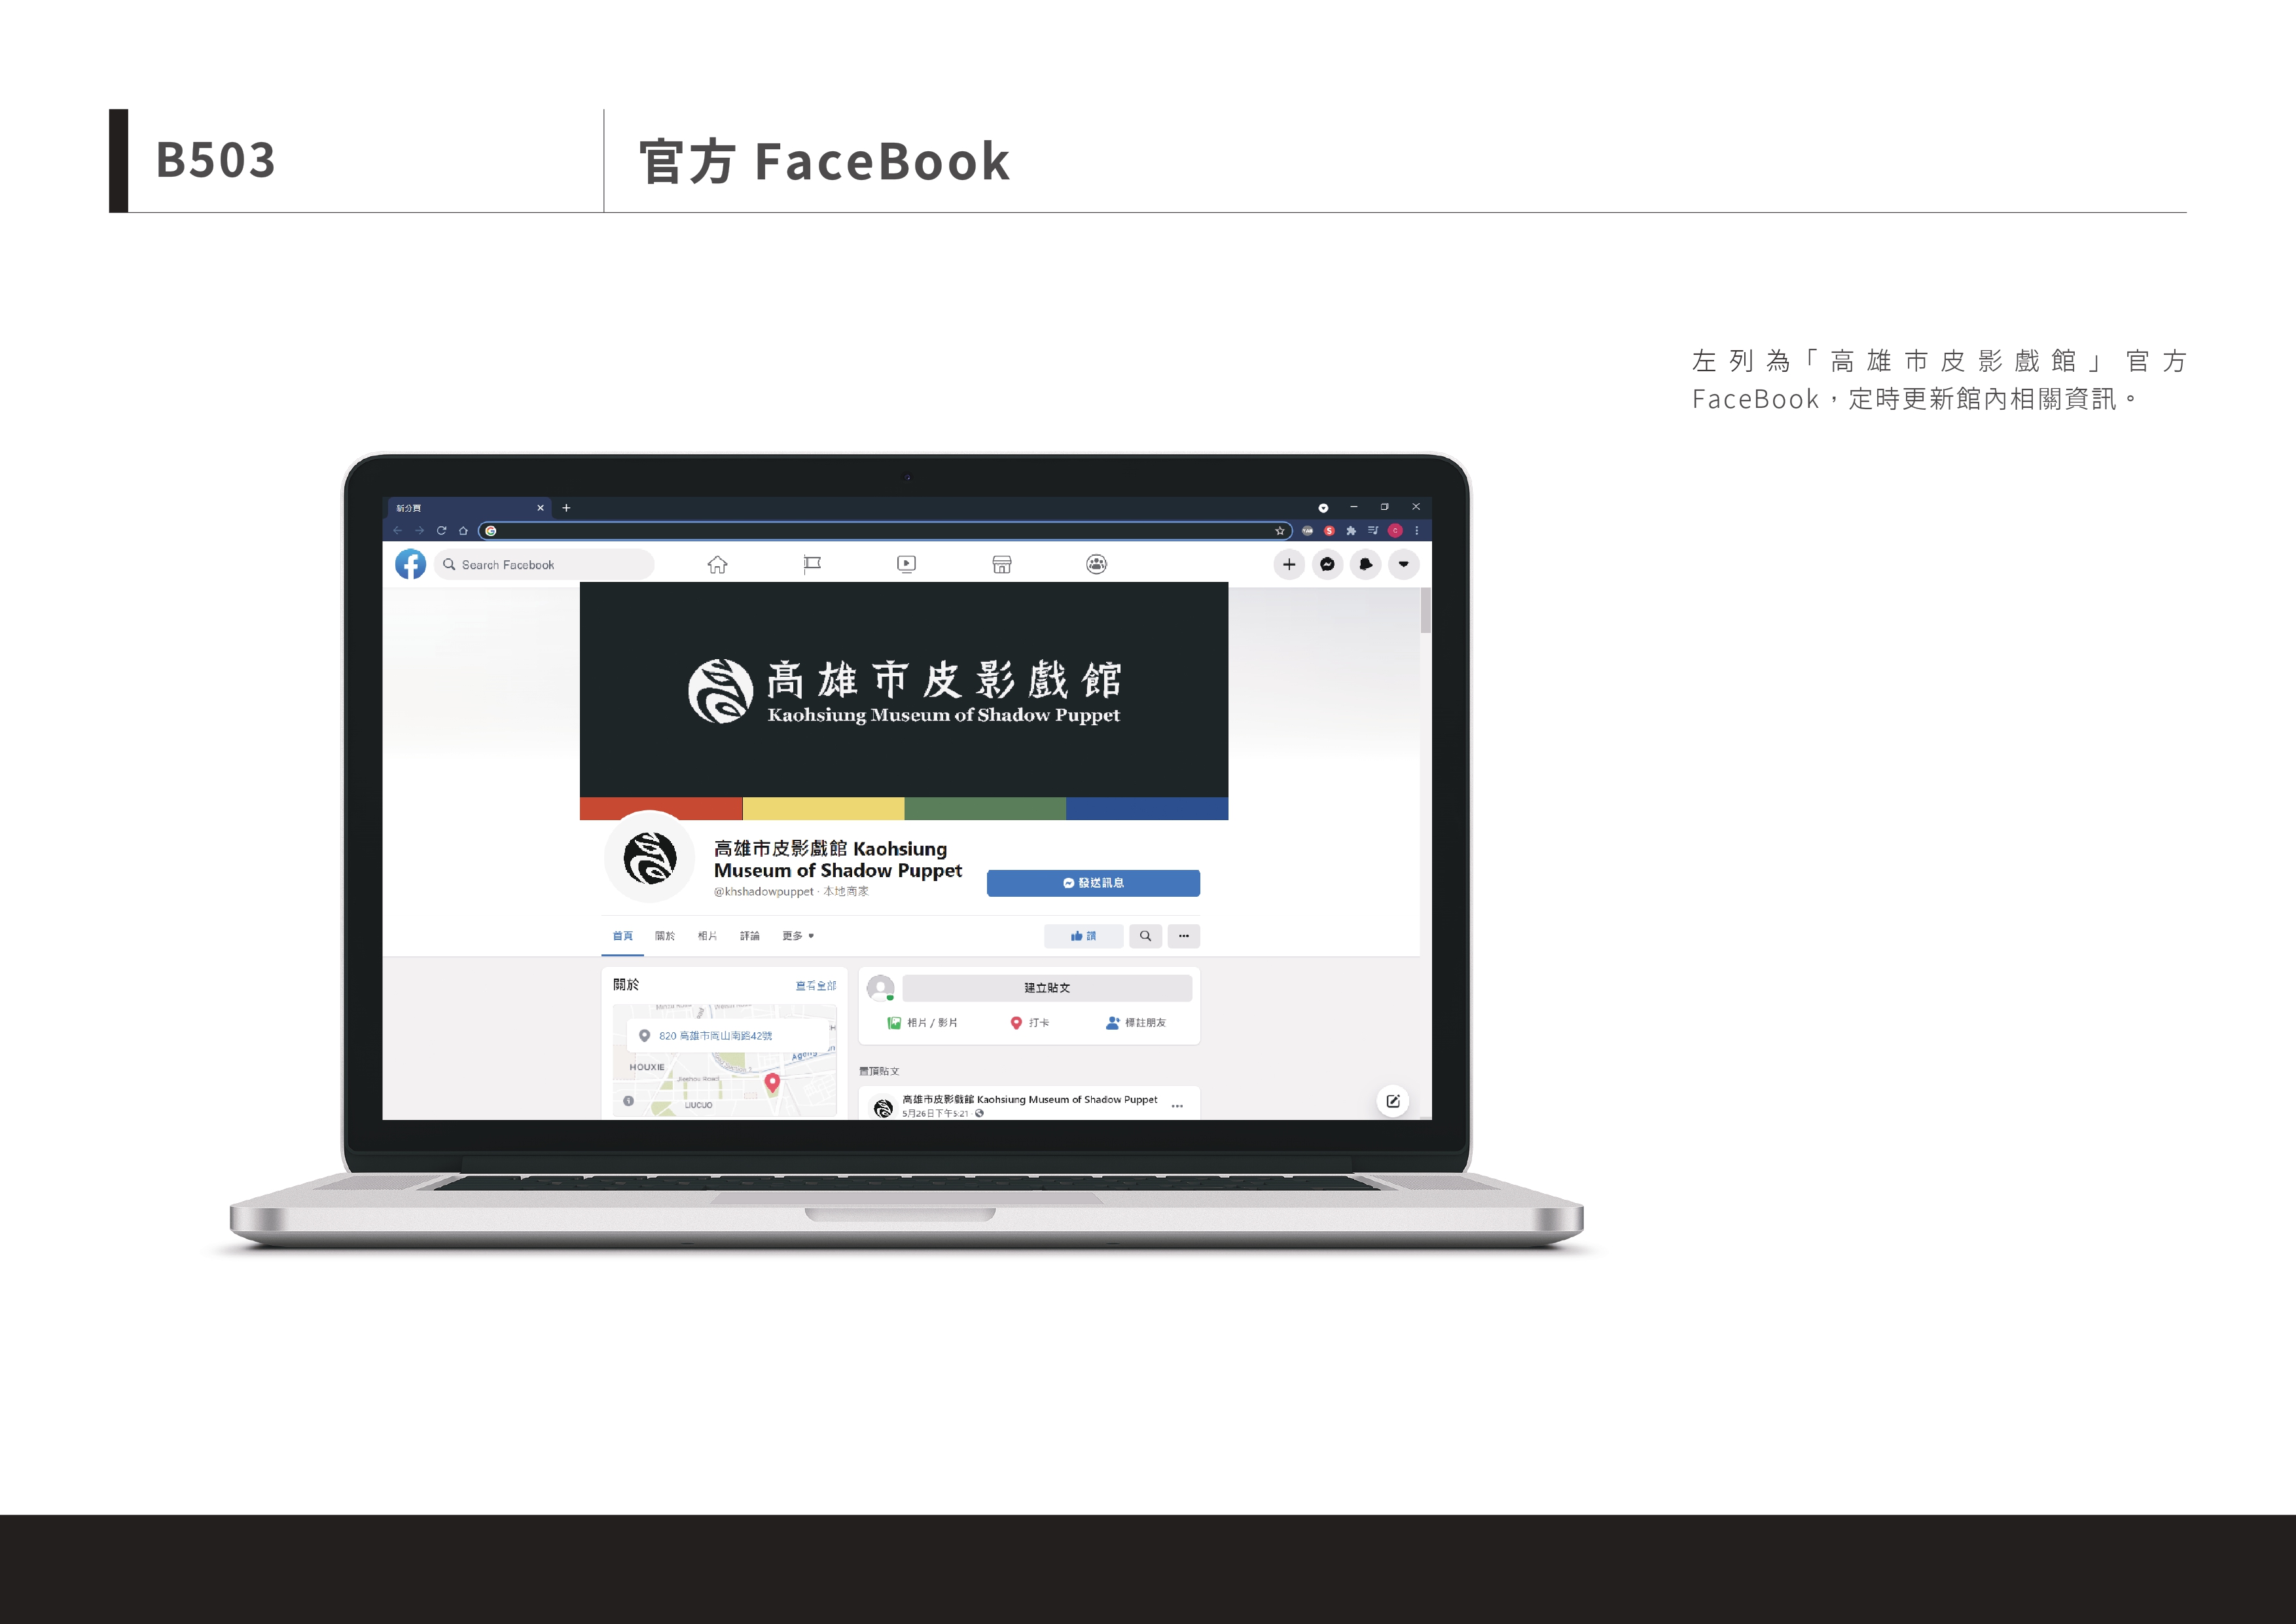 B503
官方 FaceBook
左列為「高雄市皮影戲館」官方
FaceBook，定時更新館內相關資訊。
新分頁
Search Facebook
高雄市皮影戲館
Kaohsiung Museum of Shadow Puppet
高雄市皮影戲館 Kaohsiung
Museum of Shadow Puppet
@khshadowpuppet · 本地商家
發送訊息
首頁 關於 相片 評論 更多
讚
關於 查看全部
820 高雄市岡山南路42號
HOUXIE
Jieshou Road
LIUCUO
建立貼文
相片 / 影片 打卡 標註朋友
置頂貼文
高雄市皮影戲館 Kaohsiung Museum of Shadow Puppet
5月26日下午5:21